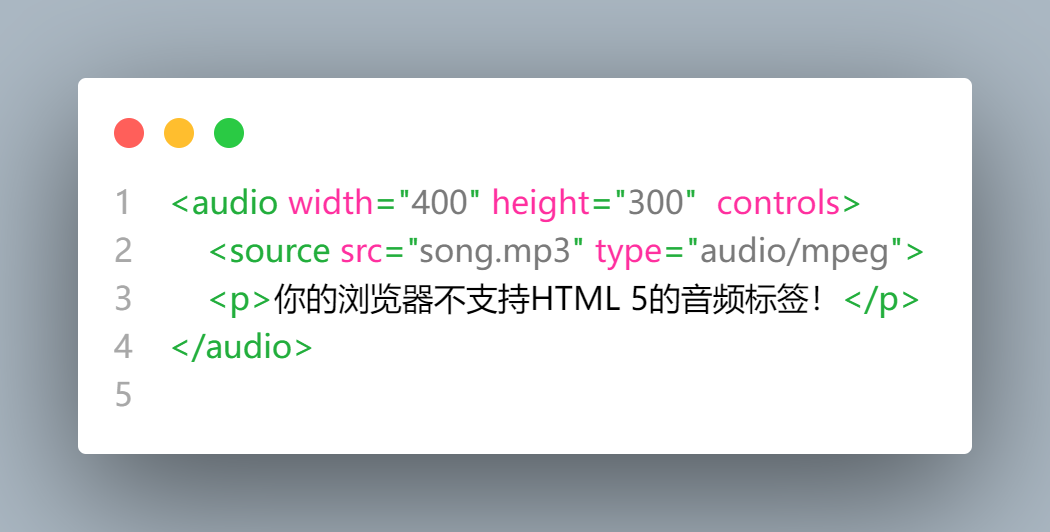 1 <audio width="400" height="300"  controls>
2     <source src="song.mp3" type="audio/mpeg">
3     <p>你的浏览器不支持HTML 5的音频标签！</p>
4 </audio>
5